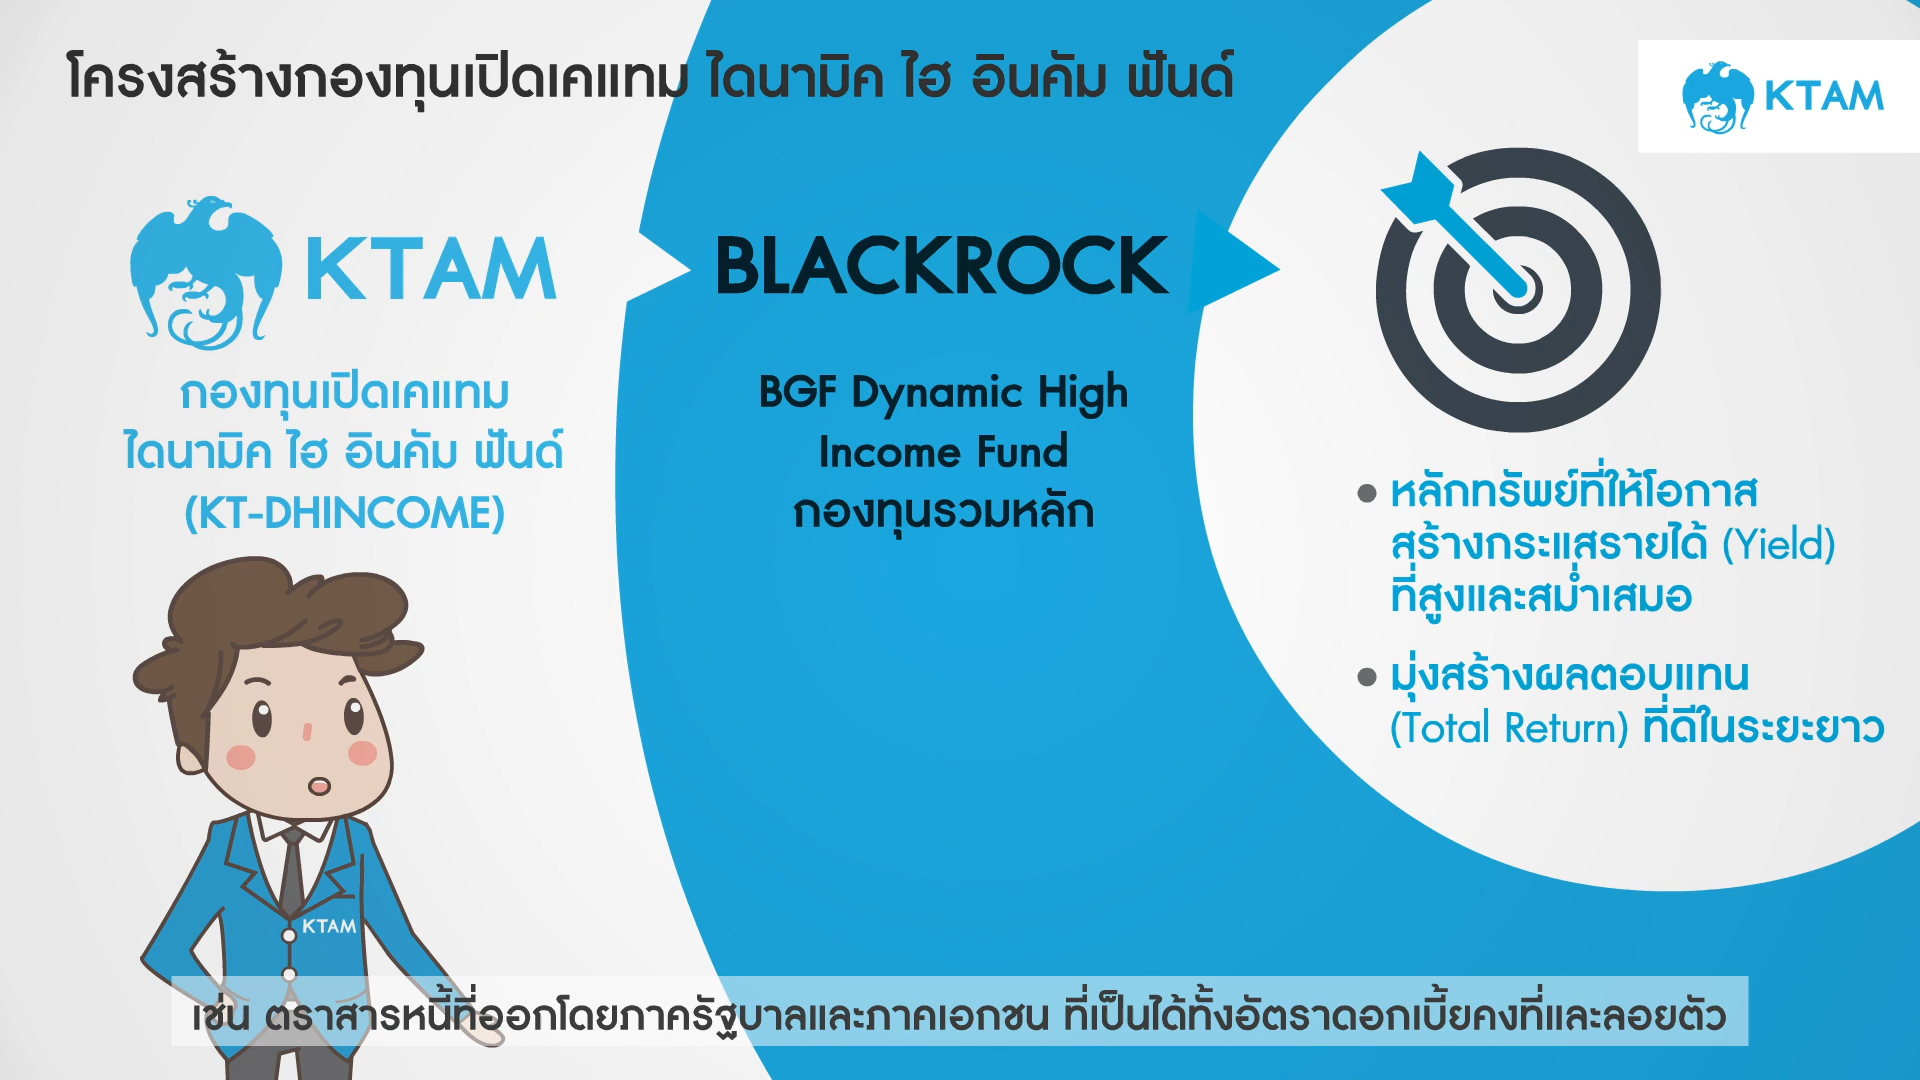 โครงสร้างกองทุนเปิดเคแทม ไดนามิค ไฮ อินคัม ฟันด์
KTAM
KTAM
กองทุนเปิดเคแทม
ไดนามิค ไฮ อินคัม ฟันด์
(KT-DHINCOME)
BLACKROCK
BGF Dynamic High
Income Fund
กองทุนรวมหลัก
• หลักทรัพย์ที่ให้โอกาส
สร้างกระแสรายได้ (Yield)
ที่สูงและสม่ำเสมอ
• มุ่งสร้างผลตอบแทน
(Total Return) ที่ดีในระยะยาว
KTAM
เช่น ตราสารหนี้ที่ออกโดยภาครัฐบาลและภาคเอกชน ที่เป็นได้ทั้งอัตราดอกเบี้ยคงที่และลอยตัว